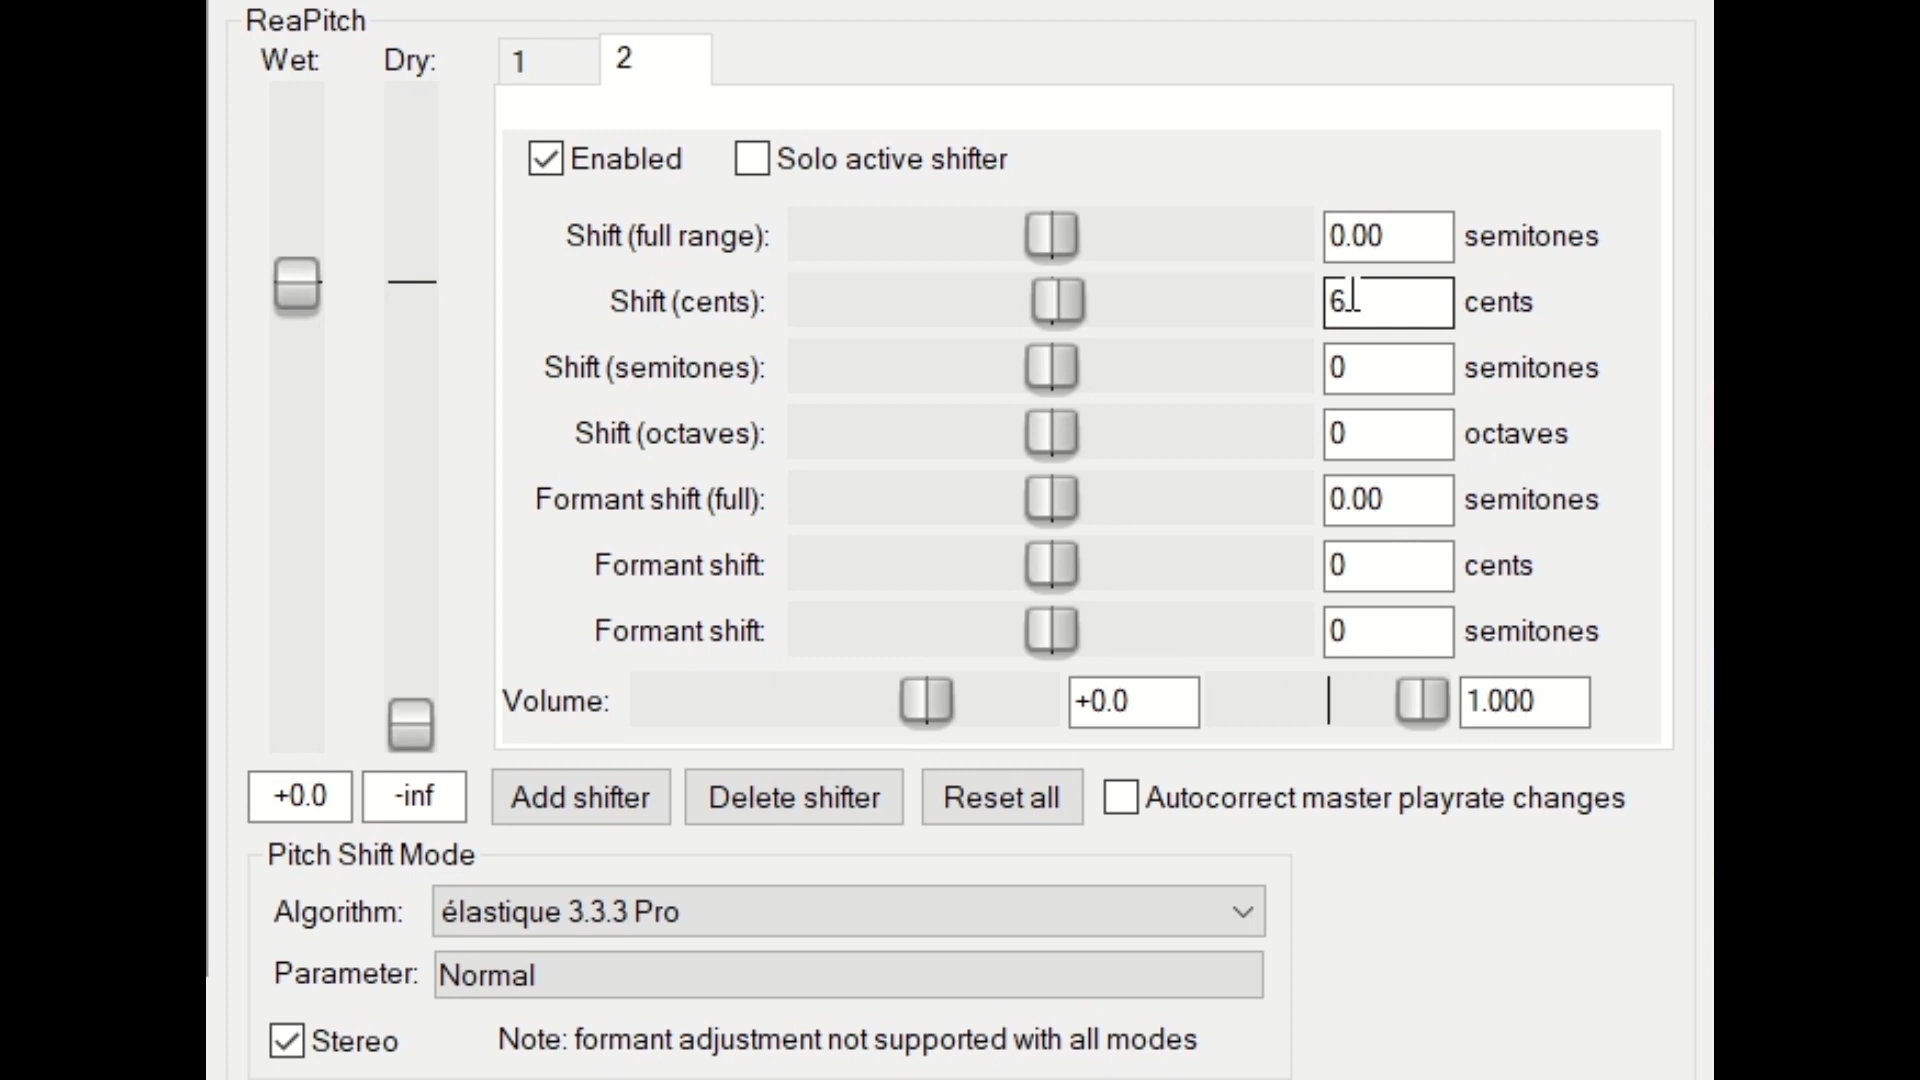 ReaPitch
Wet: Dry:
1 2
Enabled Solo active shifter
Shift (full range): 0.00 semitones
Shift (cents): 6 cents
Shift (semitones): 0 semitones
Shift (octaves): 0 octaves
Formant shift (full): 0.00 semitones
Formant shift: 0 cents
Formant shift: 0 semitones
Volume: +0.0 1.000
+0.0 -inf Add shifter Delete shifter Reset all Autocorrect master playrate changes
Pitch Shift Mode
Algorithm: élastique 3.3.3 Pro
Parameter: Normal
Stereo Note: formant adjustment not supported with all modes